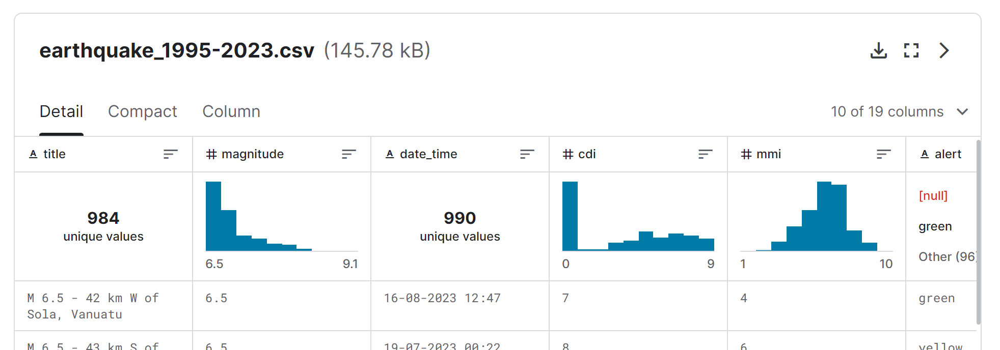 earthquake_1995-2023.csv (145.78 kB)
Detail Compact Column 10 of 19 columns
title magnitude date_time cdi mmi alert
984
unique values
6.5 9.1
990
unique values
0 9
1 10
[null]
green
Other (96)
M 6.5 - 42 km W of
Sola, Vanuatu
6.5
16-08-2023 12:47
7
4
green
M 6.5 - 43 km S of
6.5
19-07-2023 00:22
8
6
yellow